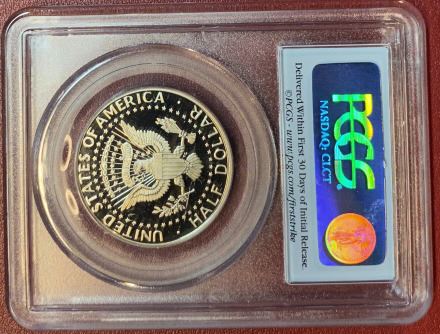 UNITED STATES OF AMERICA
HALF DOLLAR
PCGS
NASDAQ: CLCT
Delivered Within First 30 Days of Initial Release
©PCGS - www.pcgs.com/firststrike